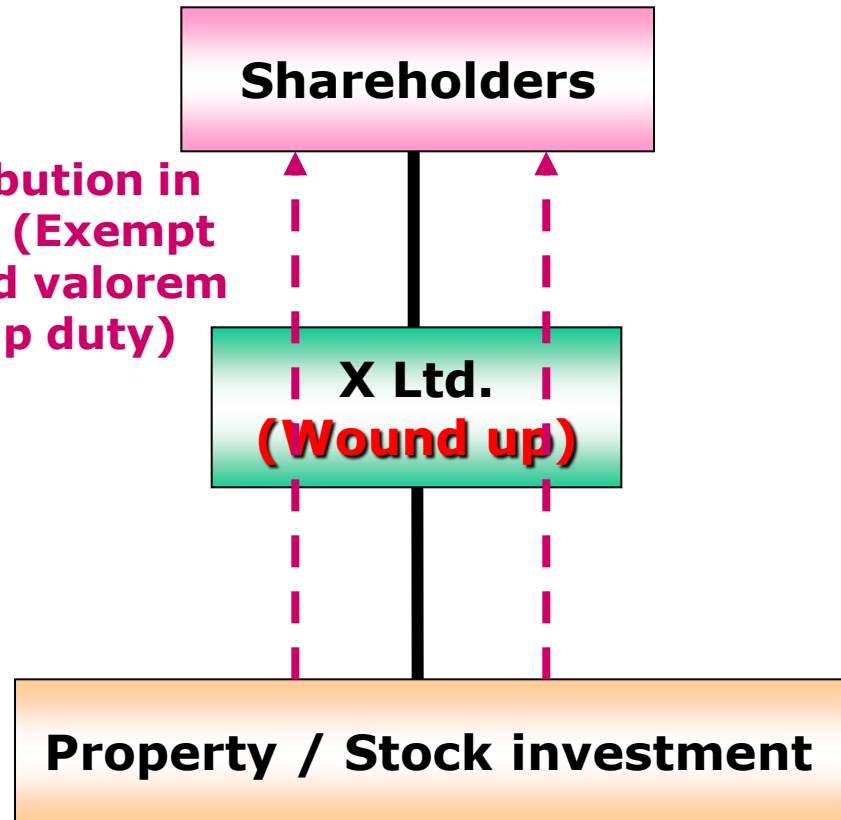 Shareholders
bution in
(Exempt
d valorem
p duty)
X Ltd.
(Wound up)
Property / Stock investment